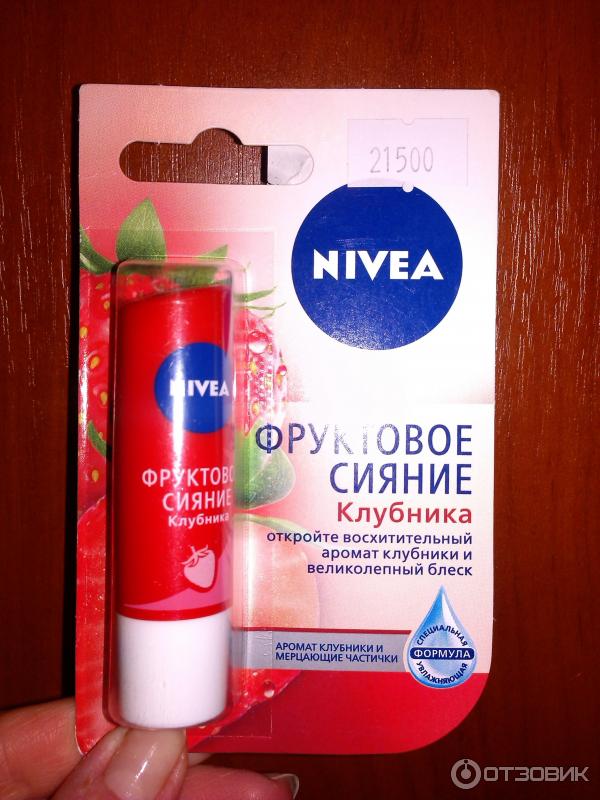 21500
NIVEA
ФРУКТОВОЕ
СИЯНИЕ
Клубника
откройте восхитительный
аромат клубники и
великолепный блеск
АРОМАТ КЛУБНИКИ И
МЕРЦАЮЩИЕ ЧАСТИЧКИ
СПЕЦИАЛЬНАЯ
ФОРМУЛА
УВЛАЖНЯЮЩАЯ
NIVEA
ФРУКТОВО
СИЯНИЕ
Клубника
ОТЗОВИК